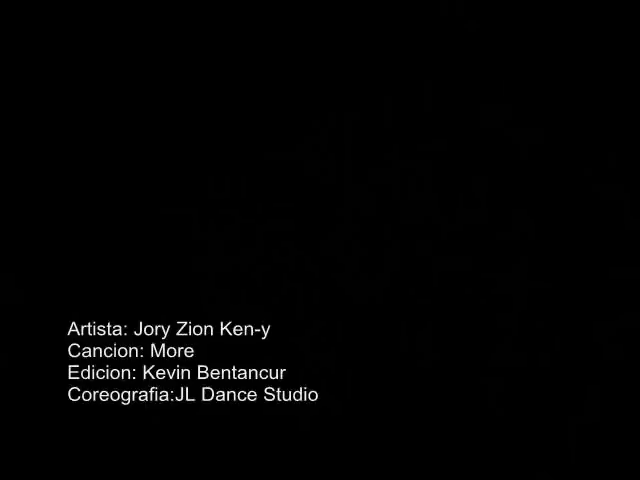 Artista: Jory Zion Ken-y
Cancion: More
Edicion: Kevin Bentancur
Coreografia:JL Dance Studio